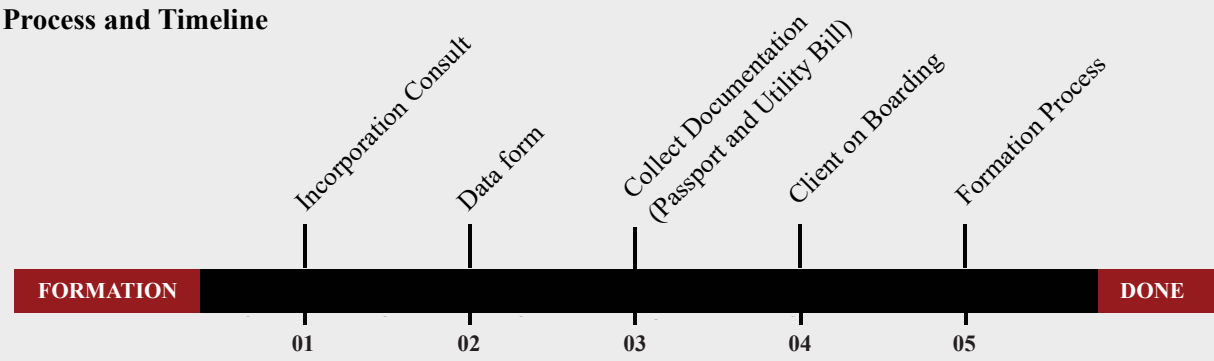 Process and Timeline
Incorporation Consult
Data form
Collect Documentation
(Passport and Utility Bill)
Client on Boarding
Formation Process
FORMATION
DONE
01
02
03
04
05